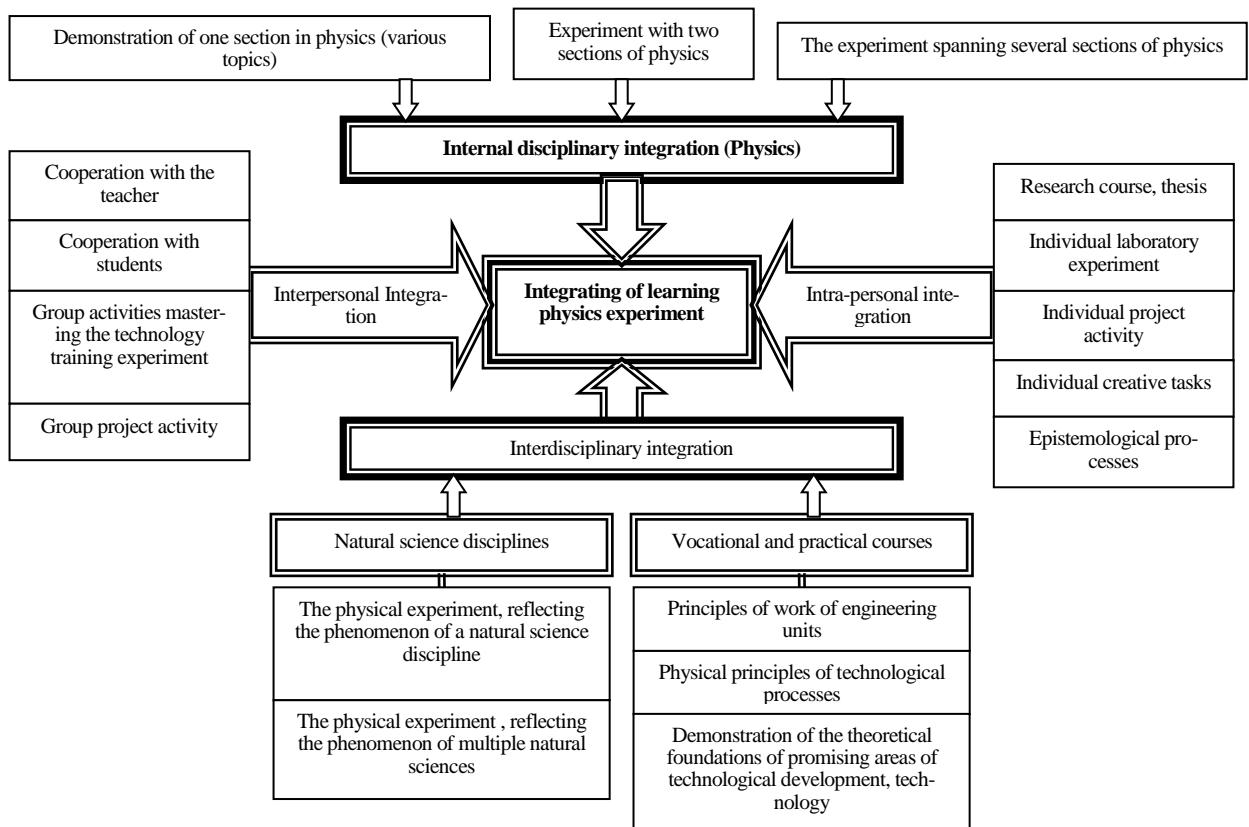 Demonstration of one section in physics (various
topics)
Experiment with two
sections of physics
The experiment spanning several sections of physics
Internal disciplinary integration (Physics)
Cooperation with the
teacher
Cooperation with
students
Group activities master-
ing the technology
training experiment
Group project activity
Interpersonal Integra-
tion
Integrating of learning
physics experiment
Intra-personal inte-
gration
Research course, thesis
Individual laboratory
experiment
Individual project
activity
Individual creative tasks
Epistemological pro-
cesses
Interdisciplinary integration
Natural science disciplines
The physical experiment, reflecting
the phenomenon of a natural science
discipline
The physical experiment , reflecting
the phenomenon of multiple natural
sciences
Vocational and practical courses
Principles of work of engineering
units
Physical principles of technological
processes
Demonstration of the theoretical
foundations of promising areas of
technological development, tech-
nology